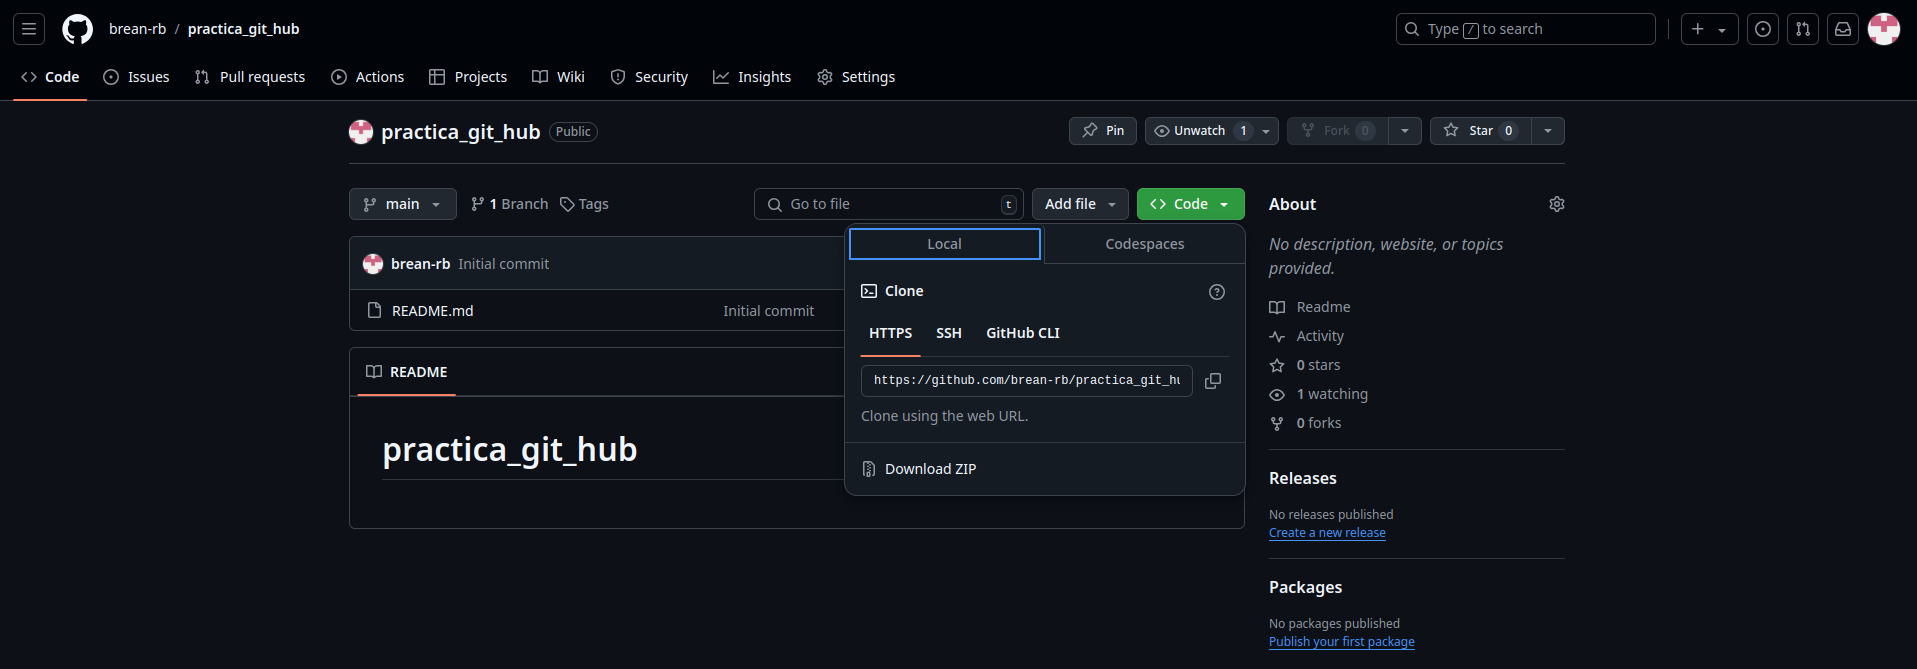 brean-rb / practica_git_hub
Type / to search
Code Issues Pull requests Actions Projects Wiki Security Insights Settings
practica_git_hub Public
Pin Unwatch 1 Fork 0 Star 0
main 1 Branch Tags Go to file t Add file Code
Local Codespaces
brean-rb Initial commit
README.md Initial commit
Clone
HTTPS SSH GitHub CLI
https://github.com/brean-rb/practica_git_hu
Clone using the web URL.
Download ZIP
README
practica_git_hub
About
No description, website, or topics
provided.
Readme
Activity
0 stars
1 watching
0 forks
Releases
No releases published
Create a new release
Packages
No packages published
Publish your first package